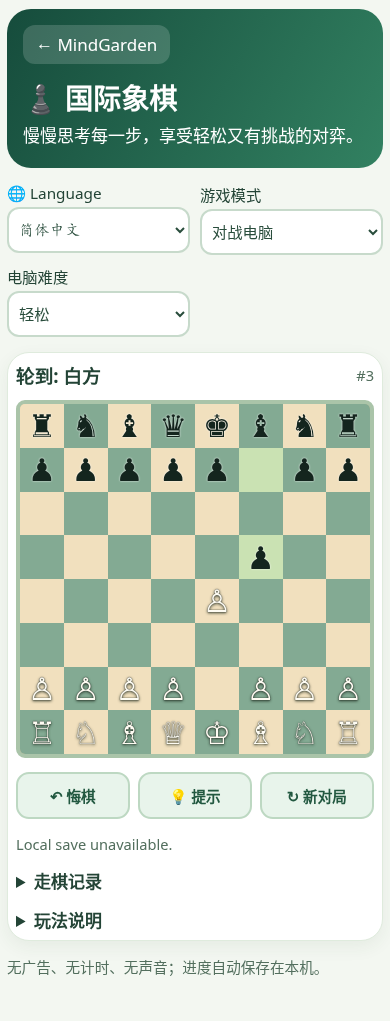 ← MindGarden
♟️ 国际象棋
慢慢思考每一步，享受轻松又有挑战的对弈。
🌐 Language
游戏模式
简体中文
对战电脑
电脑难度
轻松
轮到: 白方
#3
↶ 悔棋
💡 提示
↻ 新对局
Local save unavailable.
▶ 走棋记录
▶ 玩法说明
无广告、无计时、无声音；进度自动保存在本机。